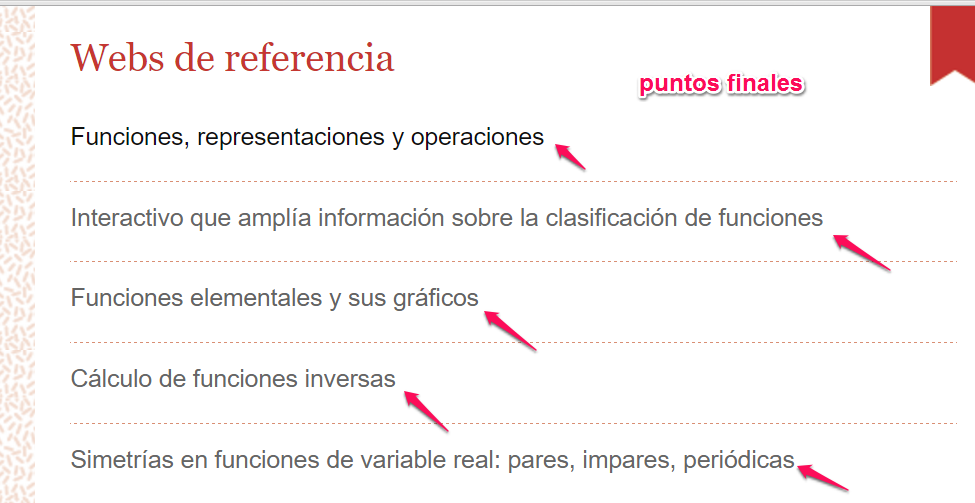 Webs de referencia
puntos finales
Funciones, representaciones y operaciones
Interactivo que amplía información sobre la clasificación de funciones
Funciones elementales y sus gráficos
Cálculo de funciones inversas
Simetrías en funciones de variable real: pares, impares, periódicas